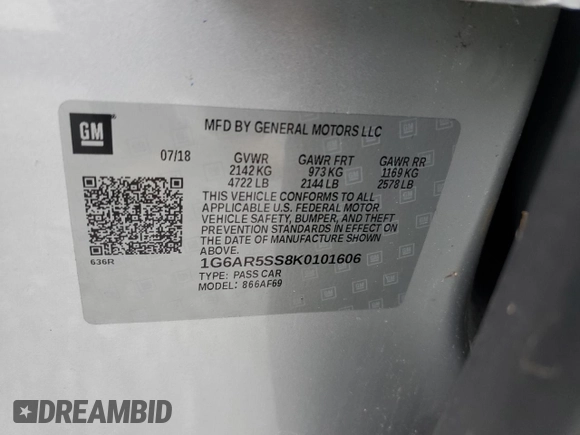 GM
MFD BY GENERAL MOTORS LLC
07/18 GVWR GAWR FRT GAWR RR
2142 KG 973 KG 1169 KG
4722 LB 2144 LB 2578 LB
THIS VEHICLE CONFORMS TO ALL
APPLICABLE U.S. FEDERAL MOTOR
VEHICLE SAFETY, BUMPER, AND THEFT
PREVENTION STANDARDS IN EFFECT ON
THE DATE OF MANUFACTURE SHOWN
ABOVE.
636R
1G6AR5SS8K0101606
TYPE: PASS CAR
MODEL: 866AF69
DREAMBID